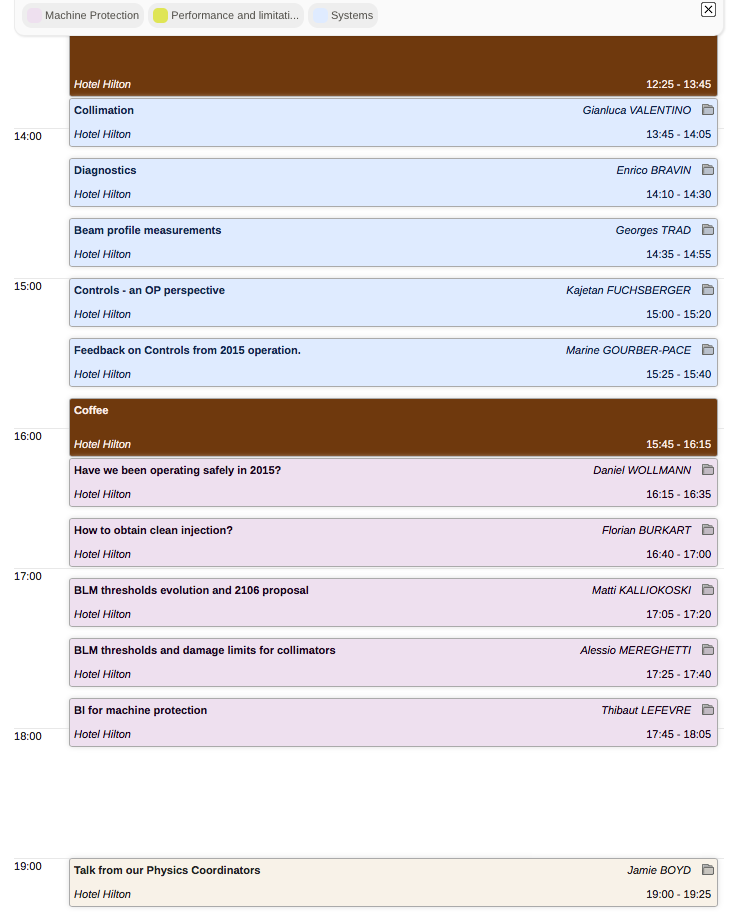 Machine Protection Performance and limitati... Systems
Hotel Hilton 12:25 - 13:45
Collimation Gianluca VALENTINO
14:00
Hotel Hilton 13:45 - 14:05
Diagnostics Enrico BRAVIN
Hotel Hilton 14:10 - 14:30
Beam profile measurements Georges TRAD
Hotel Hilton 14:35 - 14:55
15:00
Controls - an OP perspective Kajetan FUCHSBERGER
Hotel Hilton 15:00 - 15:20
Feedback on Controls from 2015 operation. Marine GOURBER-PACE
Hotel Hilton 15:25 - 15:40
Coffee
16:00
Hotel Hilton 15:45 - 16:15
Have we been operating safely in 2015? Daniel WOLLMANN
Hotel Hilton 16:15 - 16:35
How to obtain clean injection? Florian BURKART
Hotel Hilton 16:40 - 17:00
17:00
BLM thresholds evolution and 2106 proposal Matti KALLIOKOSKI
Hotel Hilton 17:05 - 17:20
BLM thresholds and damage limits for collimators Alessio MEREGHETTI
Hotel Hilton 17:25 - 17:40
BI for machine protection Thibaut LEFEVRE
18:00
Hotel Hilton 17:45 - 18:05
19:00
Talk from our Physics Coordinators Jamie BOYD
Hotel Hilton 19:00 - 19:25